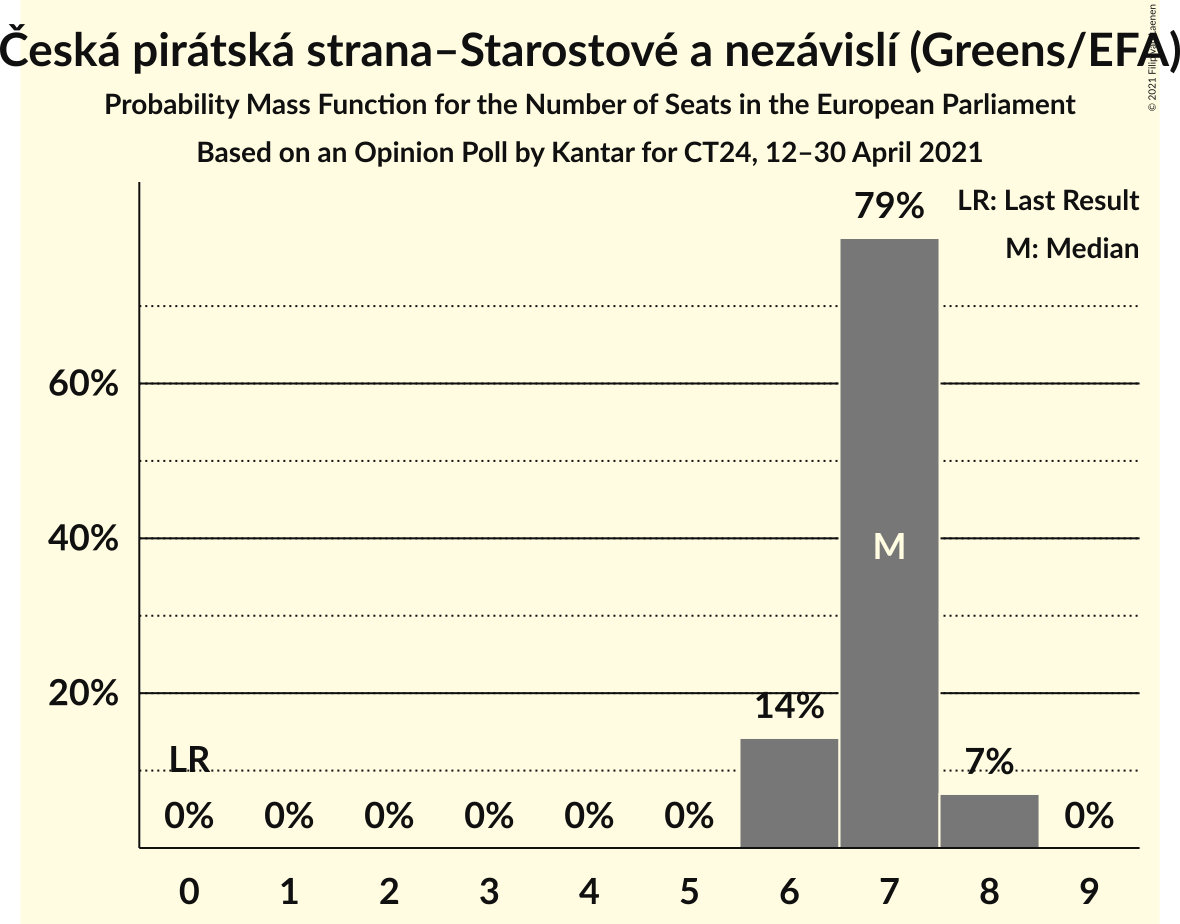 Česká pirátská strana–Starostové a nezávislí (Greens/EFA)
Probability Mass Function for the Number of Seats in the European Parliament
Based on an Opinion Poll by Kantar for CT24, 12–30 April 2021
© 2021 Filip
LR: Last Result
M: Median
79%
60%
40%
M
20%
14%
LR
7%
0% 0% 0% 0% 0% 0% 0%
0 1 2 3 4 5 6 7 8 9